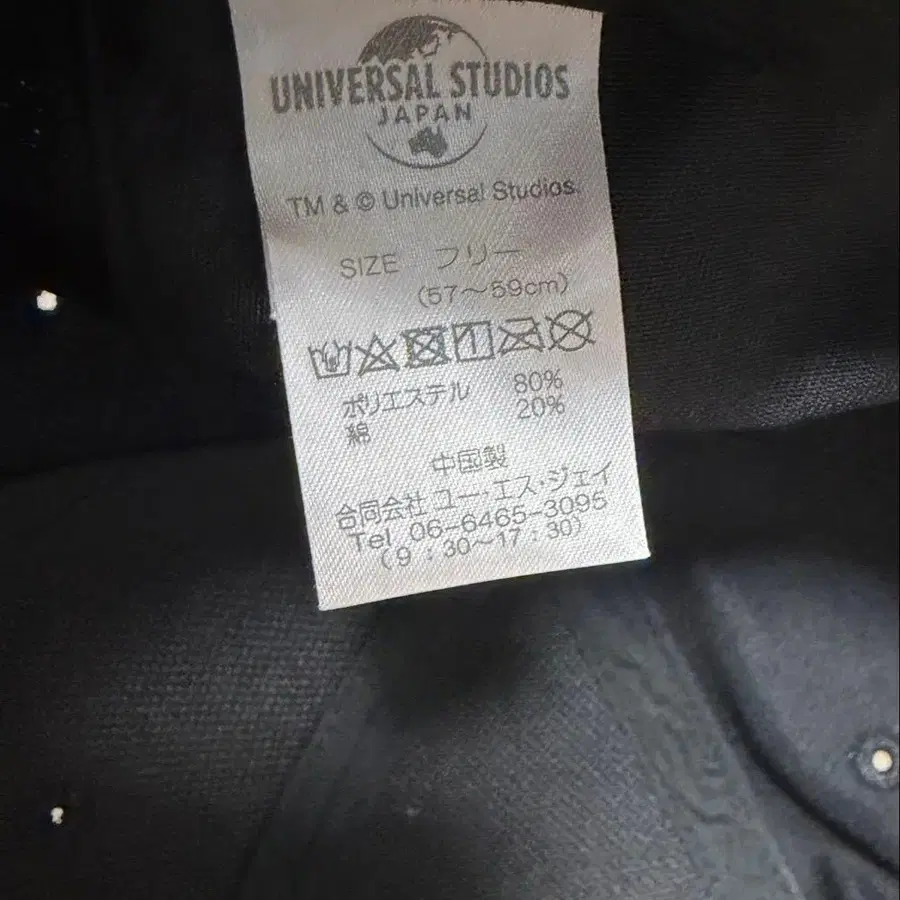 UNIVERSAL STUDIOS
JAPAN
TM & © Universal Studios.
SIZE フリー
(57～59cm)
ポリエステル 80%
綿 20%
中国製
合同会社 ユー・エス・ジェイ
Tel 06-6465-3095
(9:30～17:30)